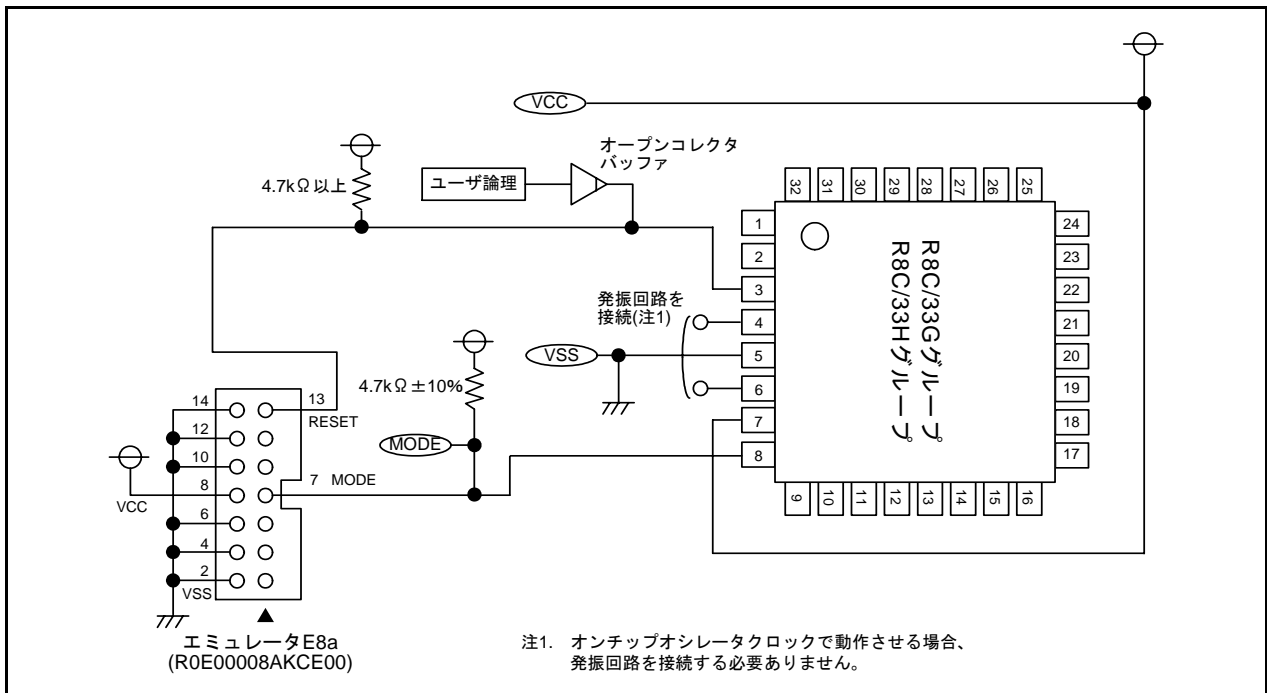 VCC
オープンコレクタ
バッファ
4.7kΩ以上
ユーザ論理
32 31 30 29 28 27 26 25
1
2
3
4
5
6
7
8
24
23
22
21
20
19
18
17
9 10 11 12 13 14 15 16
R8C/33Gグループ
R8C/33Hグループ
発振回路を
接続(注1)
VSS
4.7kΩ±10%
MODE
14
13
RESET
12
10
8
7 MODE
VCC
6
4
2
VSS
エミュレータE8a
(R0E00008AKCE00)
注1. オンチップオシレータクロックで動作させる場合、
発振回路を接続する必要ありません。